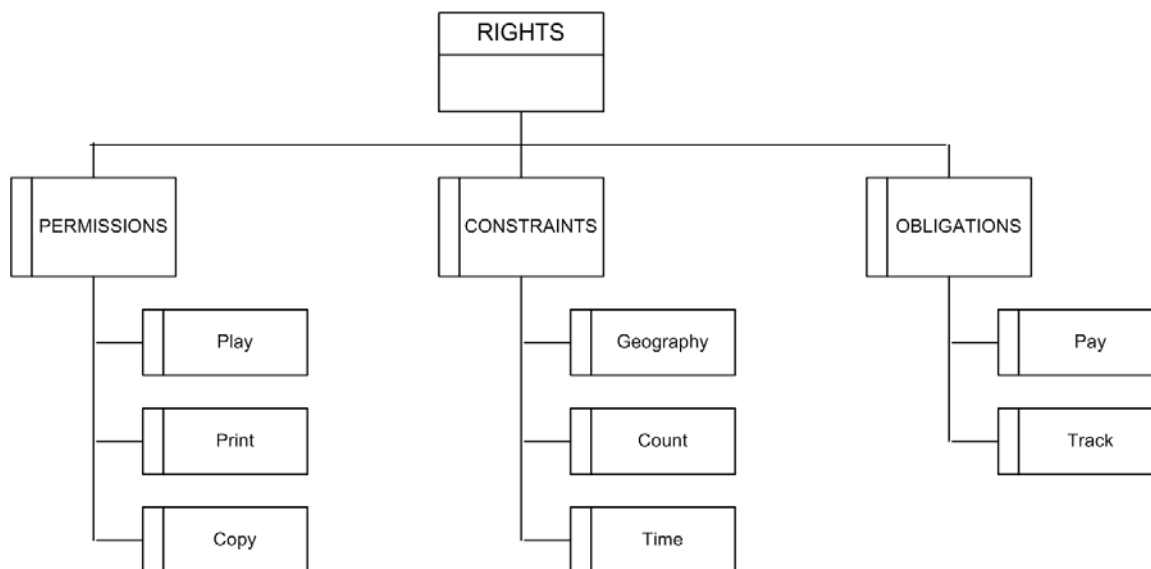 RIGHTS
PERMISSIONS
CONSTRAINTS
OBLIGATIONS
Play
Geography
Pay
Print
Count
Track
Copy
Time